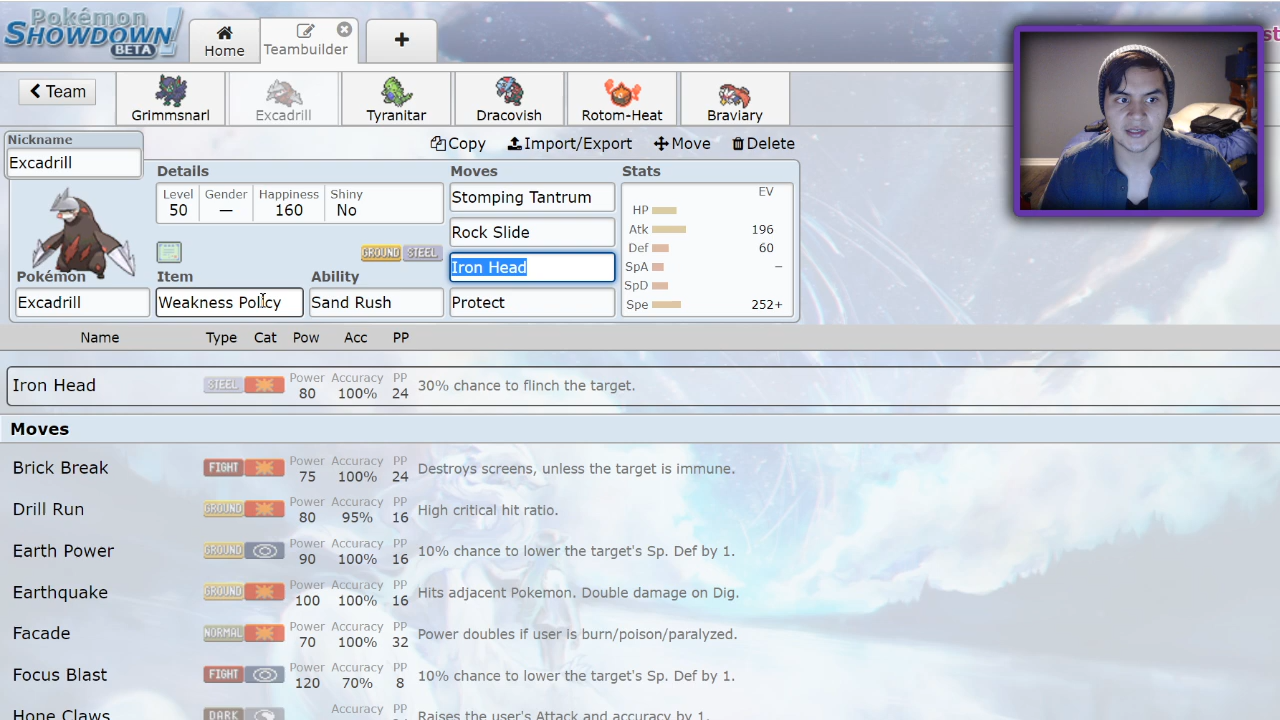 Pokémon
SHOWDOWN!
BETA
Home
Teambuilder
+
st
Team
Grimmsnarl
Excadrill
Tyranitar
Dracovish
Rotom-Heat
Braviary
Nickname
Excadrill
Copy Import/Export Move Delete
Details
Level Gender Happiness Shiny
50 — 160 No
GROUND STEEL
Pokémon Item Ability
Excadrill Weakness Policy Sand Rush
Moves
Stomping Tantrum
Rock Slide
Iron Head
Protect
Stats
EV
HP
Atk 196
Def 60
SpA –
SpD
Spe 252+
Name Type Cat Pow Acc PP
Iron Head STEEL Power 80 Accuracy 100% PP 24 30% chance to flinch the target.
Moves
Brick Break FIGHT Power 75 Accuracy 100% PP 24 Destroys screens, unless the target is immune.
Drill Run GROUND Power 80 Accuracy 95% PP 16 High critical hit ratio.
Earth Power GROUND Power 90 Accuracy 100% PP 16 10% chance to lower the target's Sp. Def by 1.
Earthquake GROUND Power 100 Accuracy 100% PP 16 Hits adjacent Pokemon. Double damage on Dig.
Facade NORMAL Power 70 Accuracy 100% PP 32 Power doubles if user is burn/poison/paralyzed.
Focus Blast FIGHT Power 120 Accuracy 70% PP 8 10% chance to lower the target's Sp. Def by 1.
Hone Claws DARK Accuracy PP Raises the user's Attack and accuracy by 1.